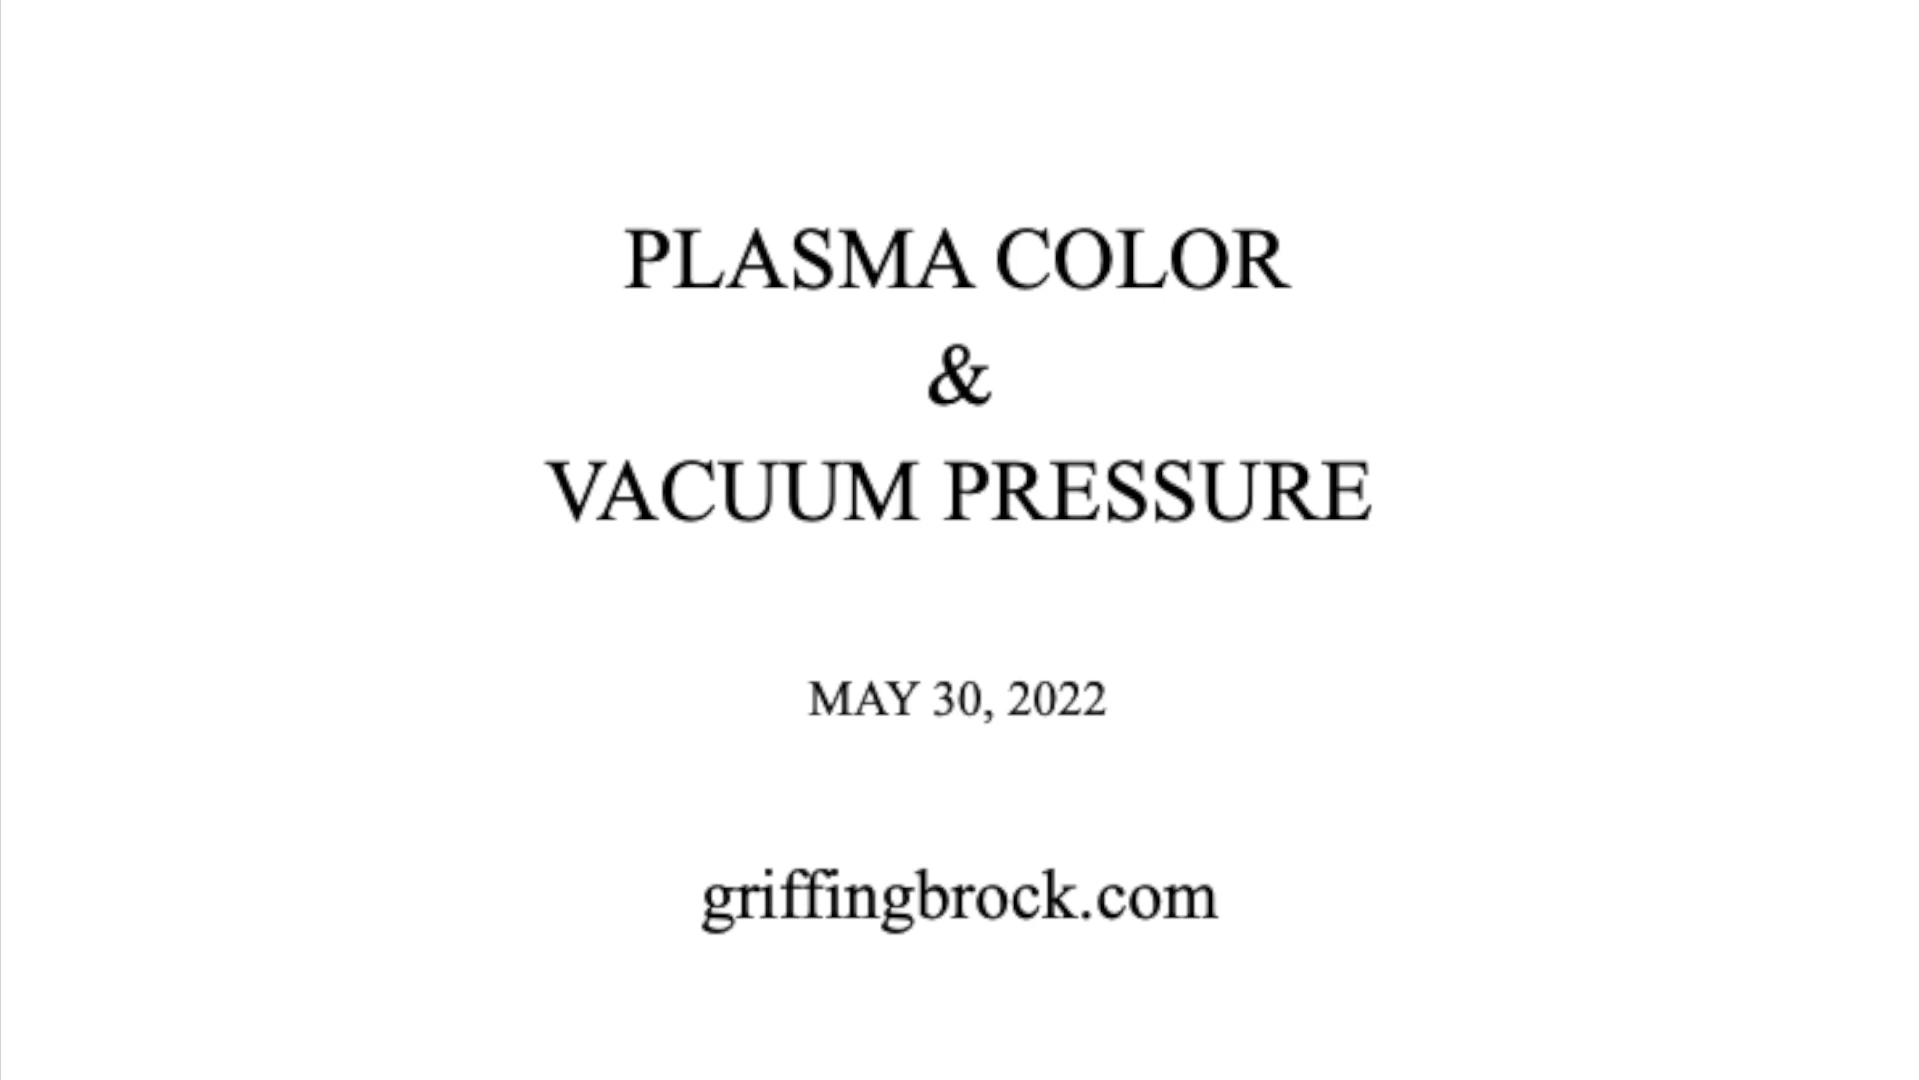 PLASMA COLOR
&
VACUUM PRESSURE
MAY 30, 2022
griffingbrock.com